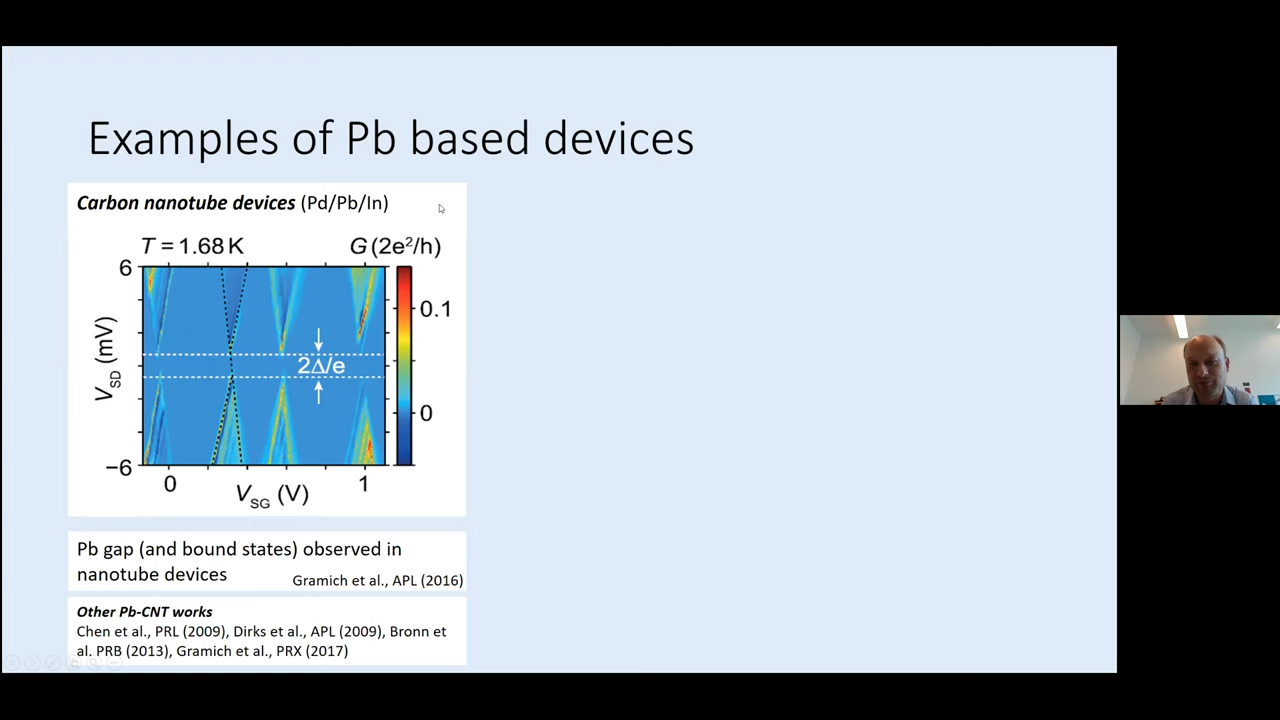 Examples of Pb based devices
Carbon nanotube devices (Pd/Pb/In)
T = 1.68 K
G (2e²/h)
6
0.1
2Δ/e
V_SD (mV)
0
−6
0
V_SG (V)
1
Pb gap (and bound states) observed in
nanotube devices
Gramich et al., APL (2016)
Other Pb-CNT works
Chen et al., PRL (2009), Dirks et al., APL (2009), Bronn et
al. PRB (2013), Gramich et al., PRX (2017)